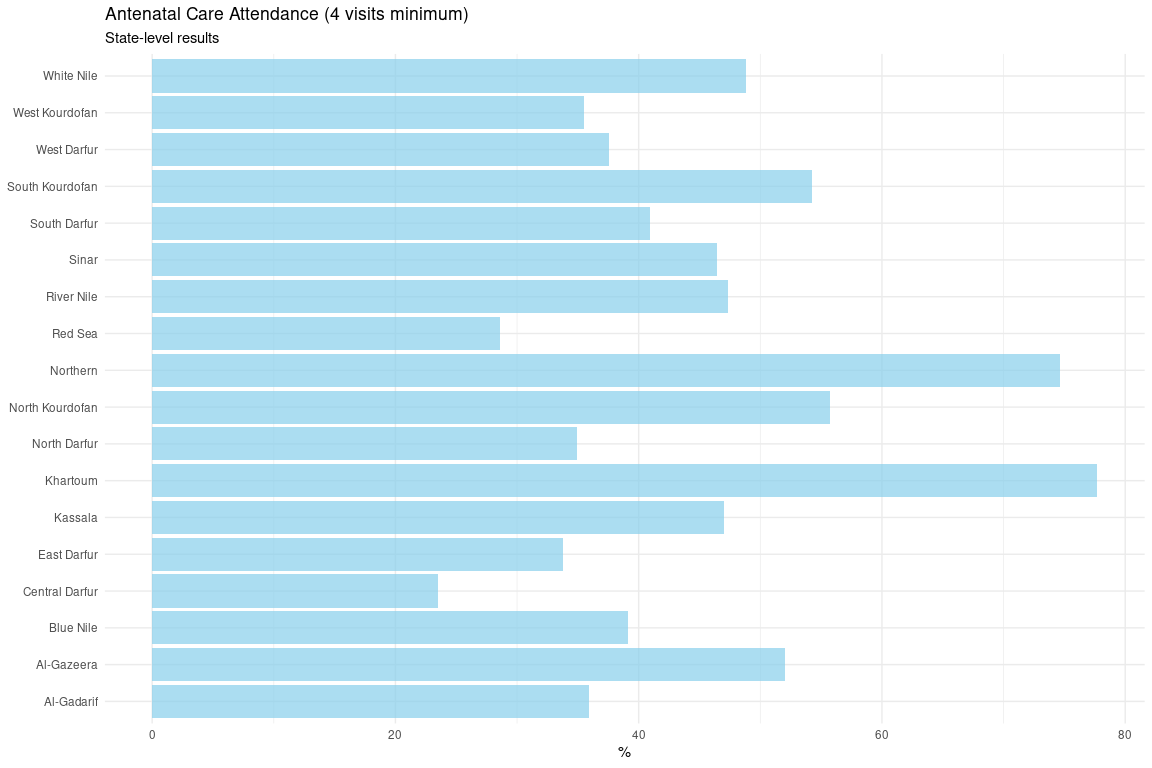 Antenatal Care Attendance (4 visits minimum)
State-level results
White Nile
West Kourdofan
West Darfur
South Kourdofan
South Darfur
Sinar
River Nile
Red Sea
Northern
North Kourdofan
North Darfur
Khartoum
Kassala
East Darfur
Central Darfur
Blue Nile
Al-Gazeera
Al-Gadarif
0 20 40 60 80
%